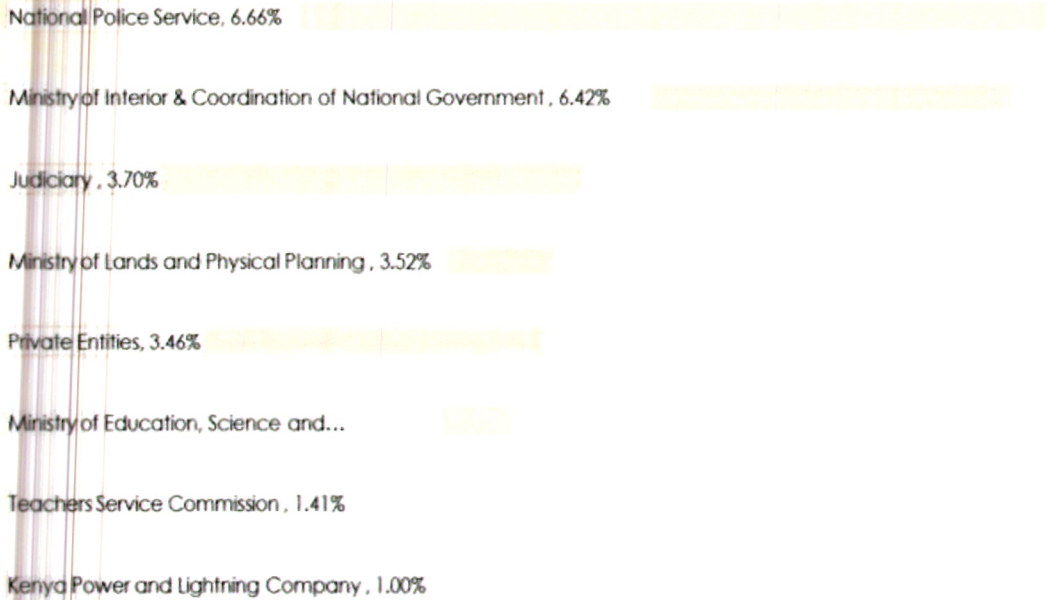 National Police Service, 6.66%
Ministry of Interior & Coordination of National Government , 6.42%
Judiciary , 3.70%
Ministry of Lands and Physical Planning , 3.52%
Private Entities, 3.46%
Ministry of Education, Science and...
Teachers Service Commission , 1.41%
Kenya Power and Lightning Company , 1.00%